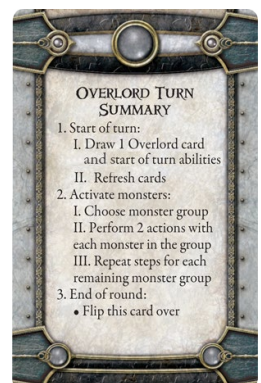 OVERLORD TURN
SUMMARY
1. Start of turn:
I. Draw 1 Overlord card
and start of turn abilities
II. Refresh cards
2. Activate monsters:
I. Choose monster group
II. Perform 2 actions with
each monster in the group
III. Repeat steps for each
remaining monster group
3. End of round:
• Flip this card over